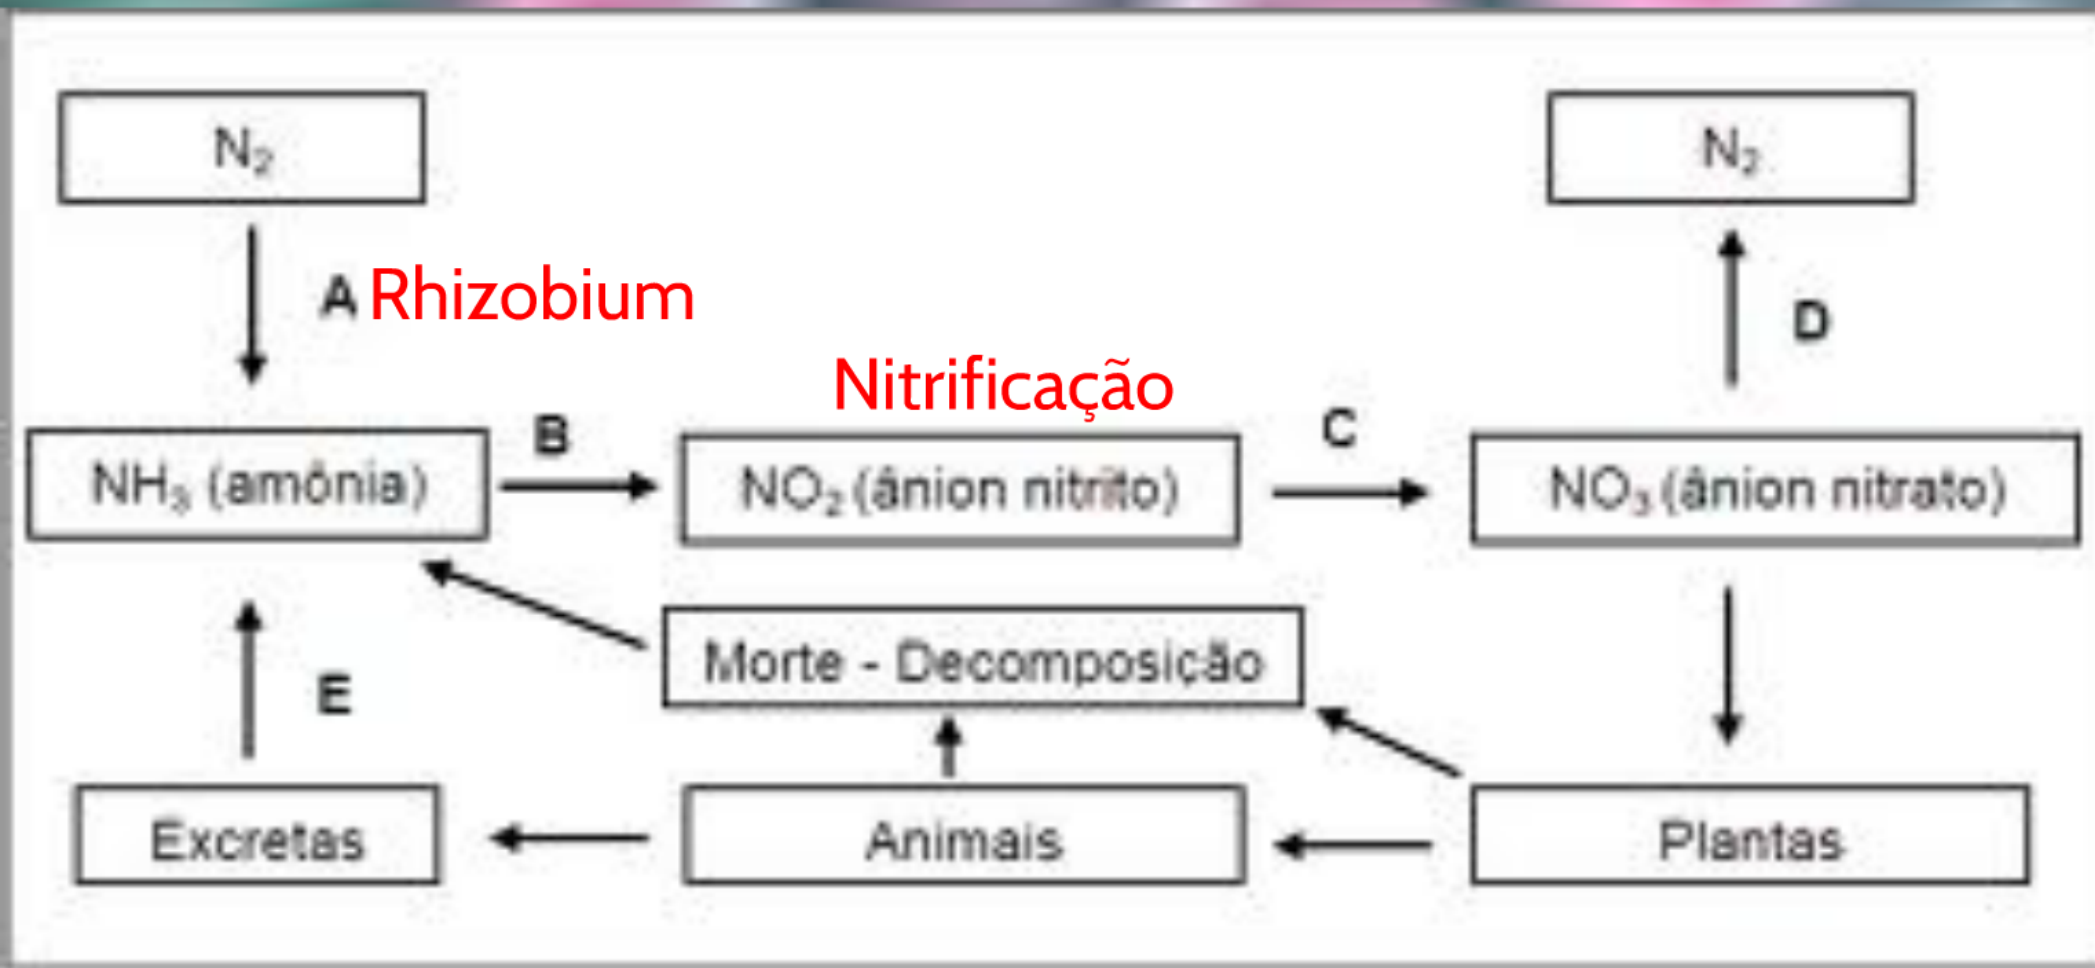 N₂
N₂
A Rhizobium
D
Nitrificação
B
C
NH₃ (amônia)
NO₂ (ânion nitrito)
NO₃ (ânion nitrato)
Morte - Decomposição
E
Excretas
Animais
Plantas